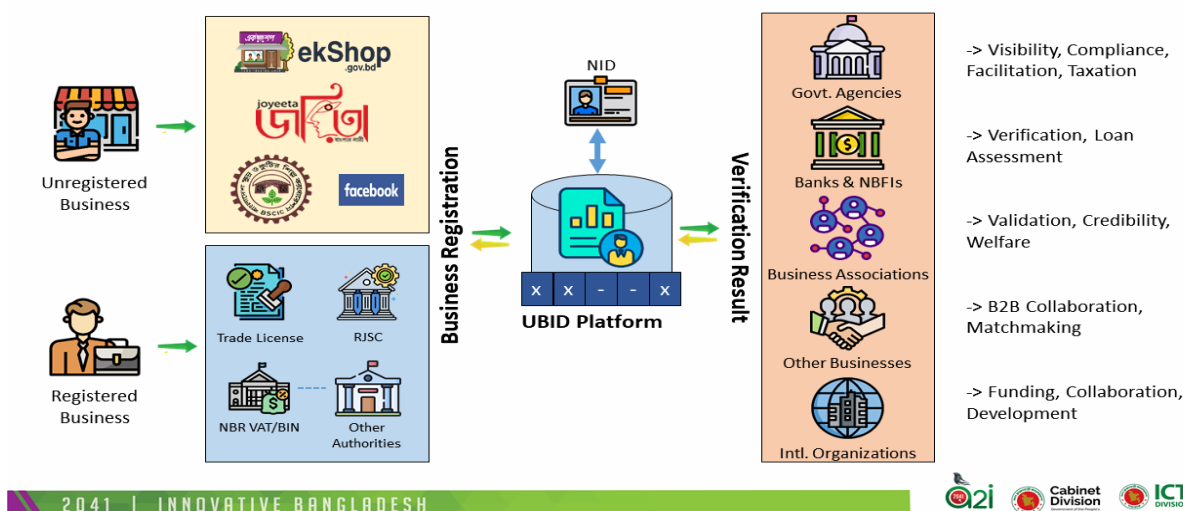 Unregistered
Business
Registered
Business
একশপ
ekShop
.gov.bd
joyeeta
জয়িতা
বাংলার নারী
BSCIC
facebook
Trade License
RJSC
NBR VAT/BIN
Other
Authorities
Business Registration
NID
x x - - x
UBID Platform
Verification Result
Govt. Agencies
Banks & NBFIs
Business Associations
Other Businesses
Intl. Organizations
-> Visibility, Compliance,
Facilitation, Taxation
-> Verification, Loan
Assessment
-> Validation, Credibility,
Welfare
-> B2B Collaboration,
Matchmaking
-> Funding, Collaboration,
Development
2041 | INNOVATIVE BANGLADESH
a2i
Cabinet
Division
ICT
DIVISION